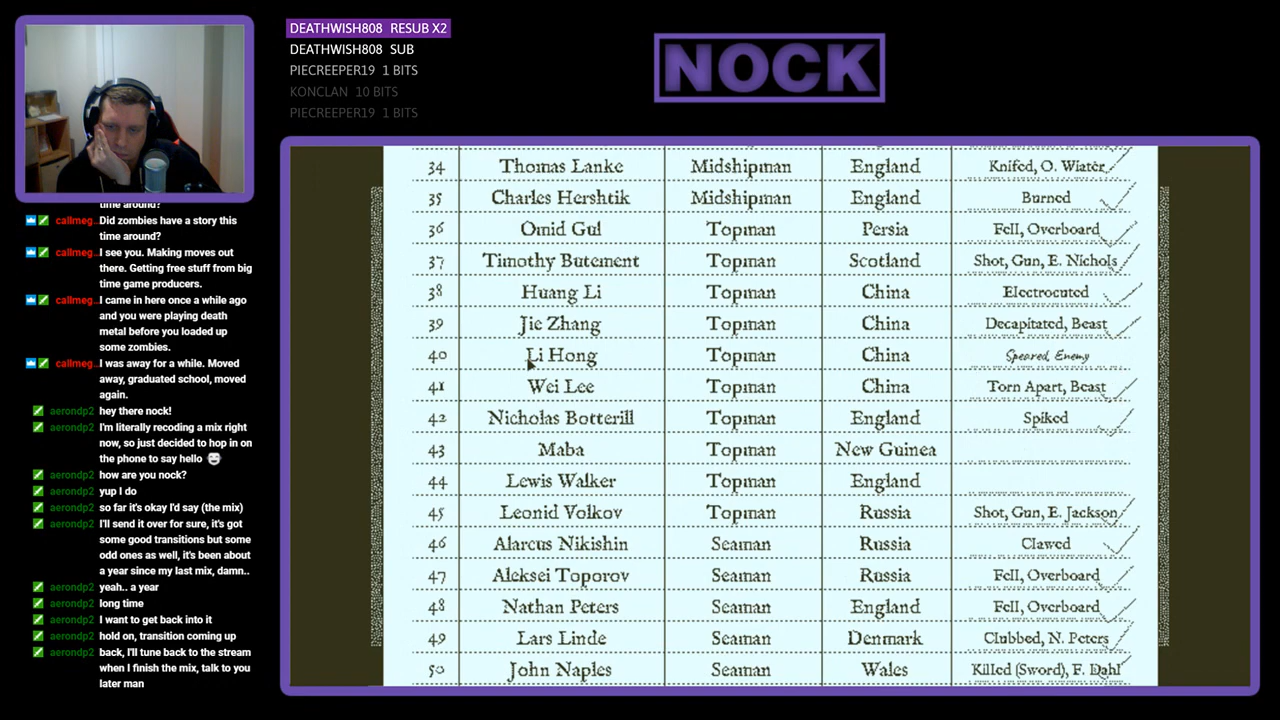 DEATHWISH808 RESUB X2
DEATHWISH808 SUB
PIECREEPER19 1 BITS
KONCLAN 10 BITS
PIECREEPER19 1 BITS
NOCK
time around?
callmeg... Did zombies have a story this
time around?
callmeg... I see you. Making moves out
there. Getting free stuff from big
time game producers.
callmeg... I came in here once a while ago
and you were playing death
metal before you loaded up
some zombies.
callmeg... I was away for a while. Moved
away, graduated school, moved
again.
aerondp2 hey there nock!
aerondp2 I'm literally recoding a mix right
now, so just decided to hop in on
the phone to say hello
aerondp2 how are you nock?
aerondp2 yup I do
aerondp2 so far it's okay I'd say (the mix)
aerondp2 I'll send it over for sure, it's got
some good transitions but some
odd ones as well, it's been about
a year since my last mix, damn..
aerondp2 yeah.. a year
aerondp2 long time
aerondp2 I want to get back into it
aerondp2 hold on, transition coming up
aerondp2 back, I'll tune back to the stream
when I finish the mix, talk to you
later man
34 Thomas Lanke Midshipman England Knifed, O. Wiater
35 Charles Hershtik Midshipman England Burned
36 Omid Gul Topman Persia Fell, Overboard
37 Timothy Butement Topman Scotland Shot, Gun, E. Nichols
38 Huang Li Topman China Electrocuted
39 Jie Zhang Topman China Decapitated, Beast
40 Li Hong Topman China Speared, Enemy
41 Wei Lee Topman China Torn Apart, Beast
42 Nicholas Botterill Topman England Spiked
43 Maba Topman New Guinea
44 Lewis Walker Topman England
45 Leonid Volkov Topman Russia Shot, Gun, E. Jackson
46 Alarcus Nikishin Seaman Russia Clawed
47 Aleksei Toporov Seaman Russia Fell, Overboard
48 Nathan Peters Seaman England Fell, Overboard
49 Lars Linde Seaman Denmark Clubbed, N. Peters
50 John Naples Seaman Wales Killed (Sword), F. Dahl